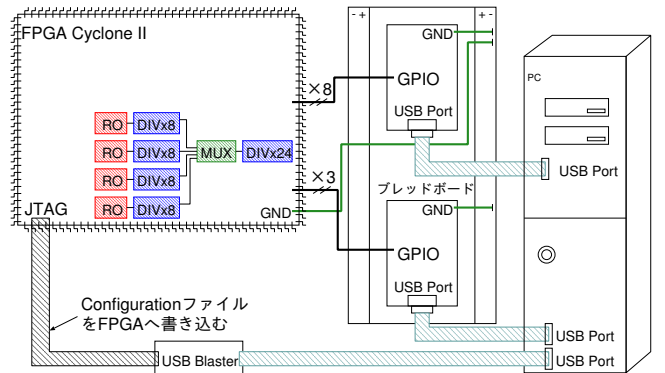 FPGA Cyclone II
RO DIVx8
RO DIVx8
MUX DIVx24
RO DIVx8
RO DIVx8
JTAG
GND
×8
×3
- +
+ -
GND
GPIO
USB Port
ブレッドボード
GND
GPIO
USB Port
PC
USB Port
USB Port
USB Port
Configurationファイル
をFPGAへ書き込む
USB Blaster